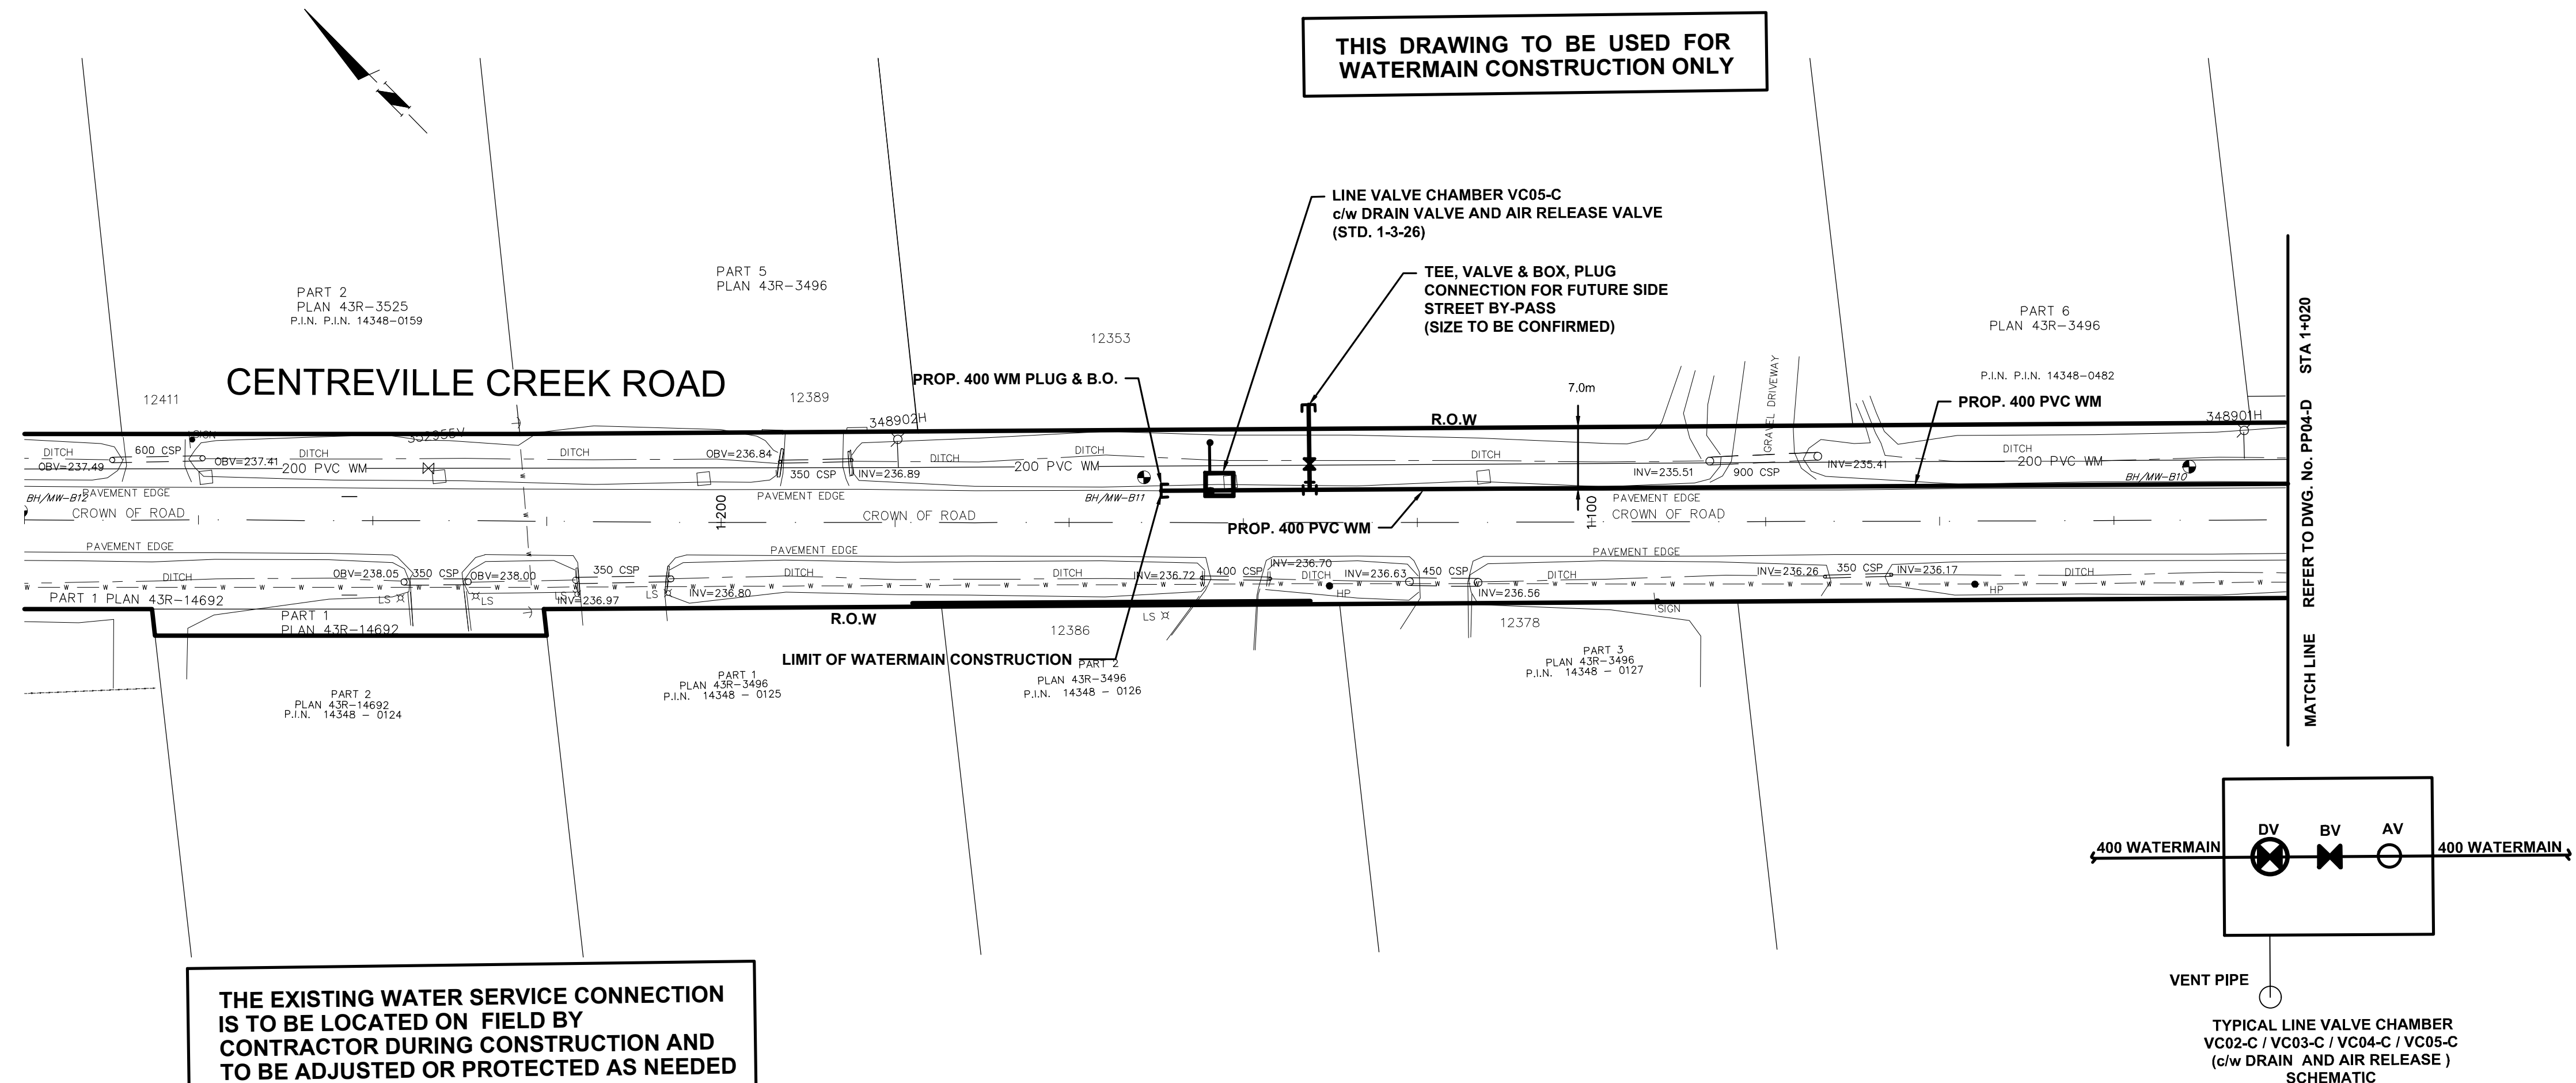 THIS DRAWING TO BE USED FOR
WATERMAIN CONSTRUCTION ONLY
N
LINE VALVE CHAMBER VC05-C
c/w DRAIN VALVE AND AIR RELEASE VALVE
(STD. 1-3-26)
TEE, VALVE & BOX, PLUG
CONNECTION FOR FUTURE SIDE
STREET BY-PASS
(SIZE TO BE CONFIRMED)
PART 2
PLAN 43R-3525
P.I.N. P.I.N. 14348-0159
PART 5
PLAN 43R-3496
12353
PART 6
PLAN 43R-3496
P.I.N. P.I.N. 14348-0482
CENTREVILLE CREEK ROAD
12411
12389
PROP. 400 WM PLUG & B.O.
7.0m
GRAVEL DRIVEWAY
PROP. 400 PVC WM
348902H
R.O.W
348901H
SIGN
332955V
DITCH
600 CSP
OBV=237.49
OBV=237.41
DITCH
DITCH
OBV=236.84
350 CSP
INV=236.89
DITCH
DITCH
DITCH
INV=235.51
900 CSP
INV=235.41
DITCH
200 PVC WM
200 PVC WM
200 PVC WM
BH/MW-B12
PAVEMENT EDGE
PAVEMENT EDGE
BH/MW-B11
PAVEMENT EDGE
BH/MW-B10
CROWN OF ROAD
1+200
CROWN OF ROAD
PROP. 400 PVC WM
1+100
CROWN OF ROAD
PAVEMENT EDGE
PAVEMENT EDGE
PAVEMENT EDGE
DITCH
OBV=238.05
350 CSP
OBV=238.00
350 CSP
DITCH
DITCH
INV=236.72
400 CSP
INV=236.70
DITCH
INV=236.63
450 CSP
DITCH
INV=236.26
350 CSP
INV=236.17
DITCH
W W W W W W W W W W
PART 1 PLAN 43R-14692
LS
LS
LS
INV=236.97
LS
INV=236.80
HP
INV=236.56
SIGN
HP
PART 1
PLAN 43R-14692
R.O.W
12386
LS
12378
LIMIT OF WATERMAIN CONSTRUCTION
PART 2
PLAN 43R-14692
P.I.N. 14348 - 0124
PART 1
PLAN 43R-3496
P.I.N. 14348 - 0125
PART 2
PLAN 43R-3496
P.I.N. 14348 - 0126
PART 3
PLAN 43R-3496
P.I.N. 14348 - 0127
MATCH LINE REFER TO DWG. No. PP04-D STA 1+020
DV BV AV
400 WATERMAIN
400 WATERMAIN
VENT PIPE
TYPICAL LINE VALVE CHAMBER
VC02-C / VC03-C / VC04-C / VC05-C
(c/w DRAIN AND AIR RELEASE )
SCHEMATIC
THE EXISTING WATER SERVICE CONNECTION
IS TO BE LOCATED ON FIELD BY
CONTRACTOR DURING CONSTRUCTION AND
TO BE ADJUSTED OR PROTECTED AS NEEDED